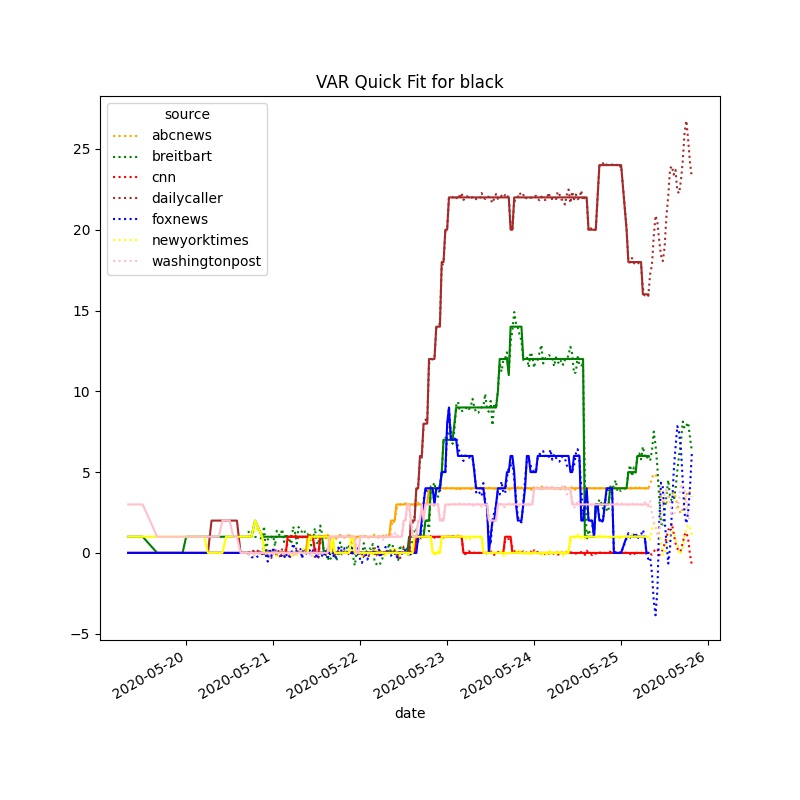 VAR Quick Fit for black
source
abcnews
breitbart
cnn
dailycaller
foxnews
newyorktimes
washingtonpost
25
20
15
10
5
0
−5
2020-05-20
2020-05-21
2020-05-22
2020-05-23
2020-05-24
2020-05-25
2020-05-26
date